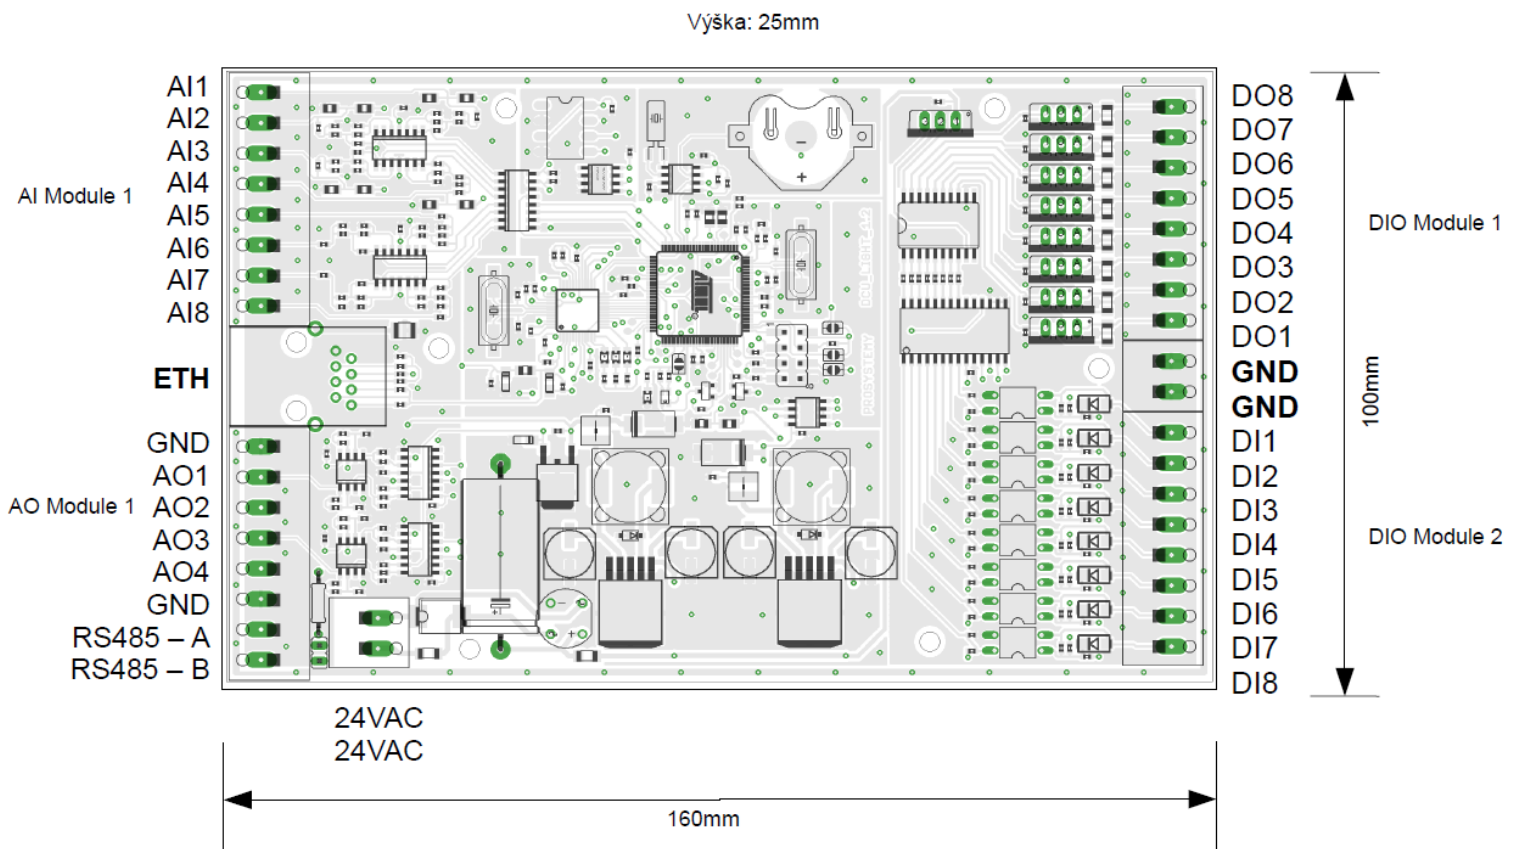 Výška: 25mm
AI1
AI2
AI3
AI4
AI5
AI6
AI7
AI8
AI Module 1
ETH
GND
AO1
AO2
AO3
AO4
GND
RS485 – A
RS485 – B
AO Module 1
24VAC
24VAC
160mm
PROSYSTEMY
DO8
DO7
DO6
DO5
DO4
DO3
DO2
DO1
GND
GND
DI1
DI2
DI3
DI4
DI5
DI6
DI7
DI8
DIO Module 1
DIO Module 2
100mm